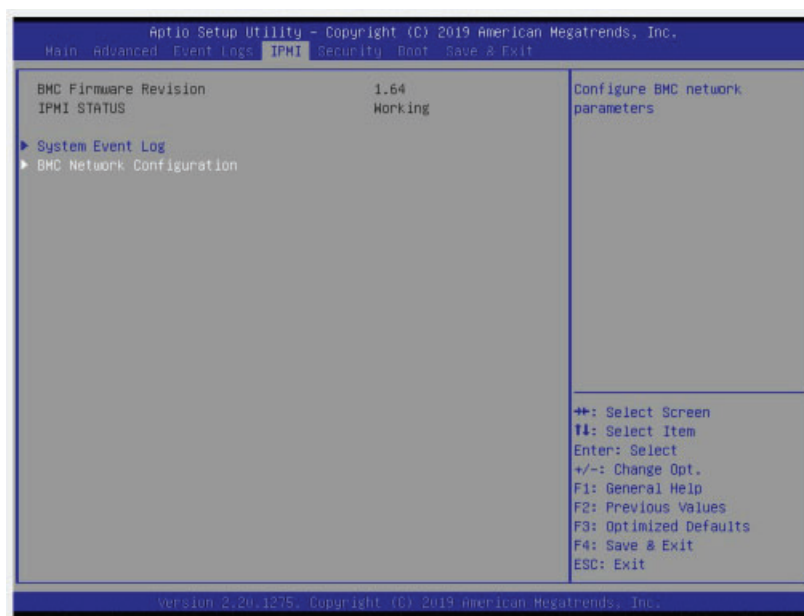 Aptio Setup Utility – Copyright (C) 2019 American Megatrends, Inc.
Main Advanced Event Logs IPMI Security Boot Save & Exit
BMC Firmware Revision 1.64
IPMI STATUS Working
System Event Log
BMC Network Configuration
Configure BMC network
parameters
: Select Screen
↑↓: Select Item
Enter: Select
+/-: Change Opt.
F1: General Help
F2: Previous Values
F3: Optimized Defaults
F4: Save & Exit
ESC: Exit
Version 2.20.1275. Copyright (C) 2019 American Megatrends, Inc.